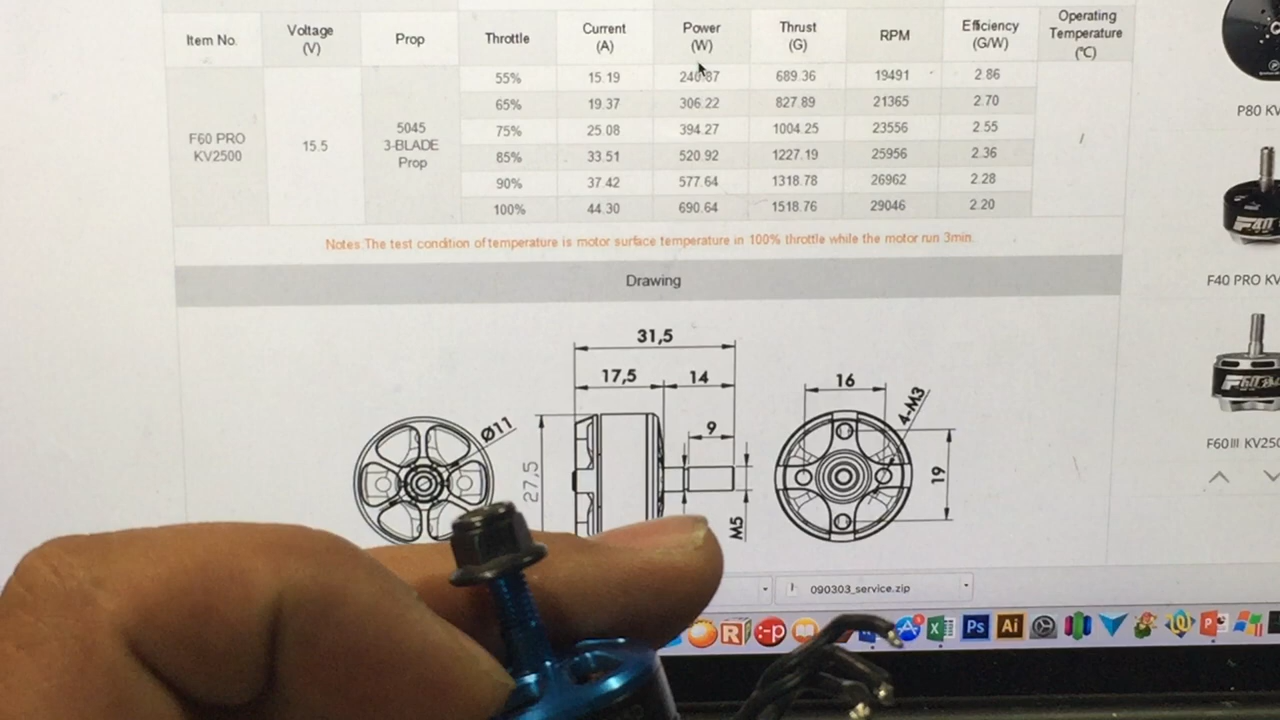 Item No.
Voltage
(V)
Prop
Throttle
Current
(A)
Power
(W)
Thrust
(G)
RPM
Efficiency
(G/W)
Operating
Temperature
(℃)
F60 PRO
KV2500
15.5
5045
3-BLADE
Prop
55% 15.19 240.87 689.36 19491 2.86
65% 19.37 306.22 827.89 21365 2.70
75% 25.08 394.27 1004.25 23556 2.55
85% 33.51 520.92 1227.19 25956 2.36
90% 37.42 577.64 1318.78 26962 2.28
100% 44.30 690.64 1518.76 29046 2.20
/
Notes:The test condition of temperature is motor surface temperature in 100% throttle while the motor run 3min.
Drawing
31,5
17,5 14
9
Ø11
27,5
M5
16
4-M3
19
P80 KV
F40 PRO KV
F60III KV250
090303_service.zip
R :-p Ps Ai